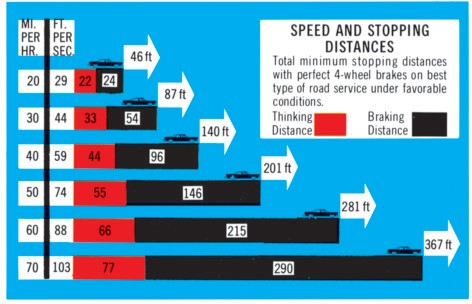 MI. FT.
PER PER
HR. SEC.
SPEED AND STOPPING
DISTANCES
Total minimum stopping distances
with perfect 4-wheel brakes on best
type of road service under favorable
conditions.
Thinking Braking
Distance Distance
46 ft
20 29 22 24
87 ft
30 44 33 54
140 ft
40 59 44 96
201 ft
50 74 55 146
281 ft
60 88 66 215
367 ft
70 103 77 290